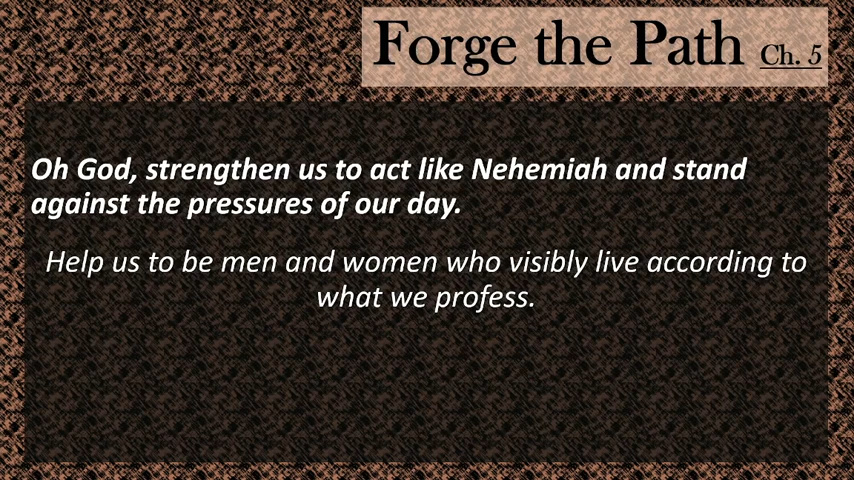 Forge the Path Ch. 5
Oh God, strengthen us to act like Nehemiah and stand
against the pressures of our day.
Help us to be men and women who visibly live according to
what we profess.